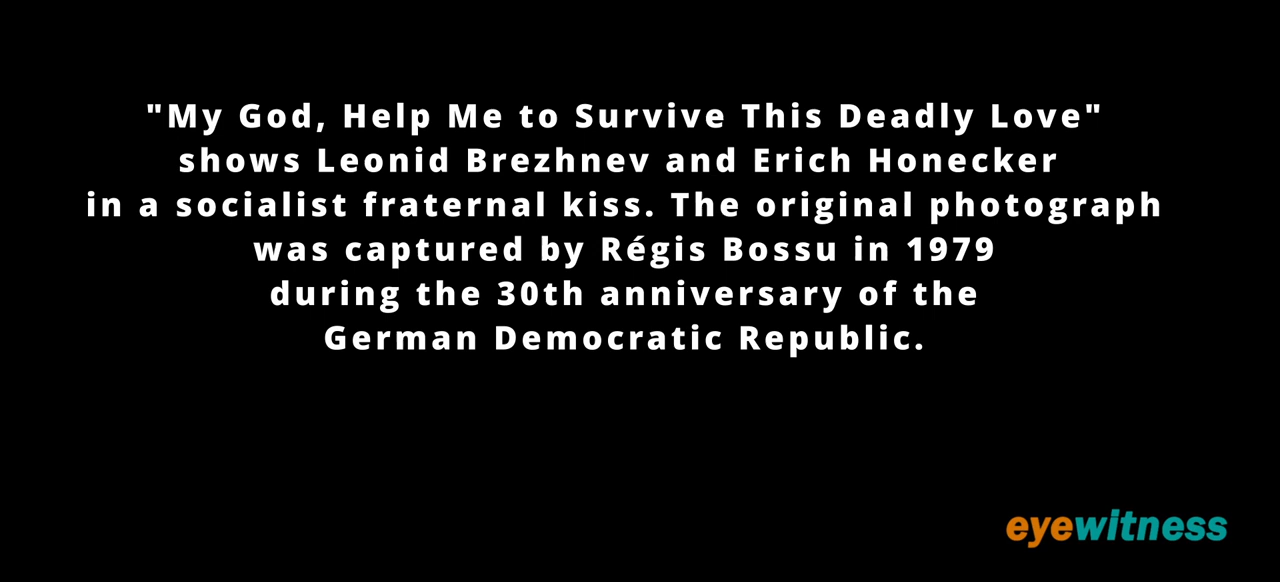 "My God, Help Me to Survive This Deadly Love"
shows Leonid Brezhnev and Erich Honecker
in a socialist fraternal kiss. The original photograph
was captured by Régis Bossu in 1979
during the 30th anniversary of the
German Democratic Republic.
eyewitness